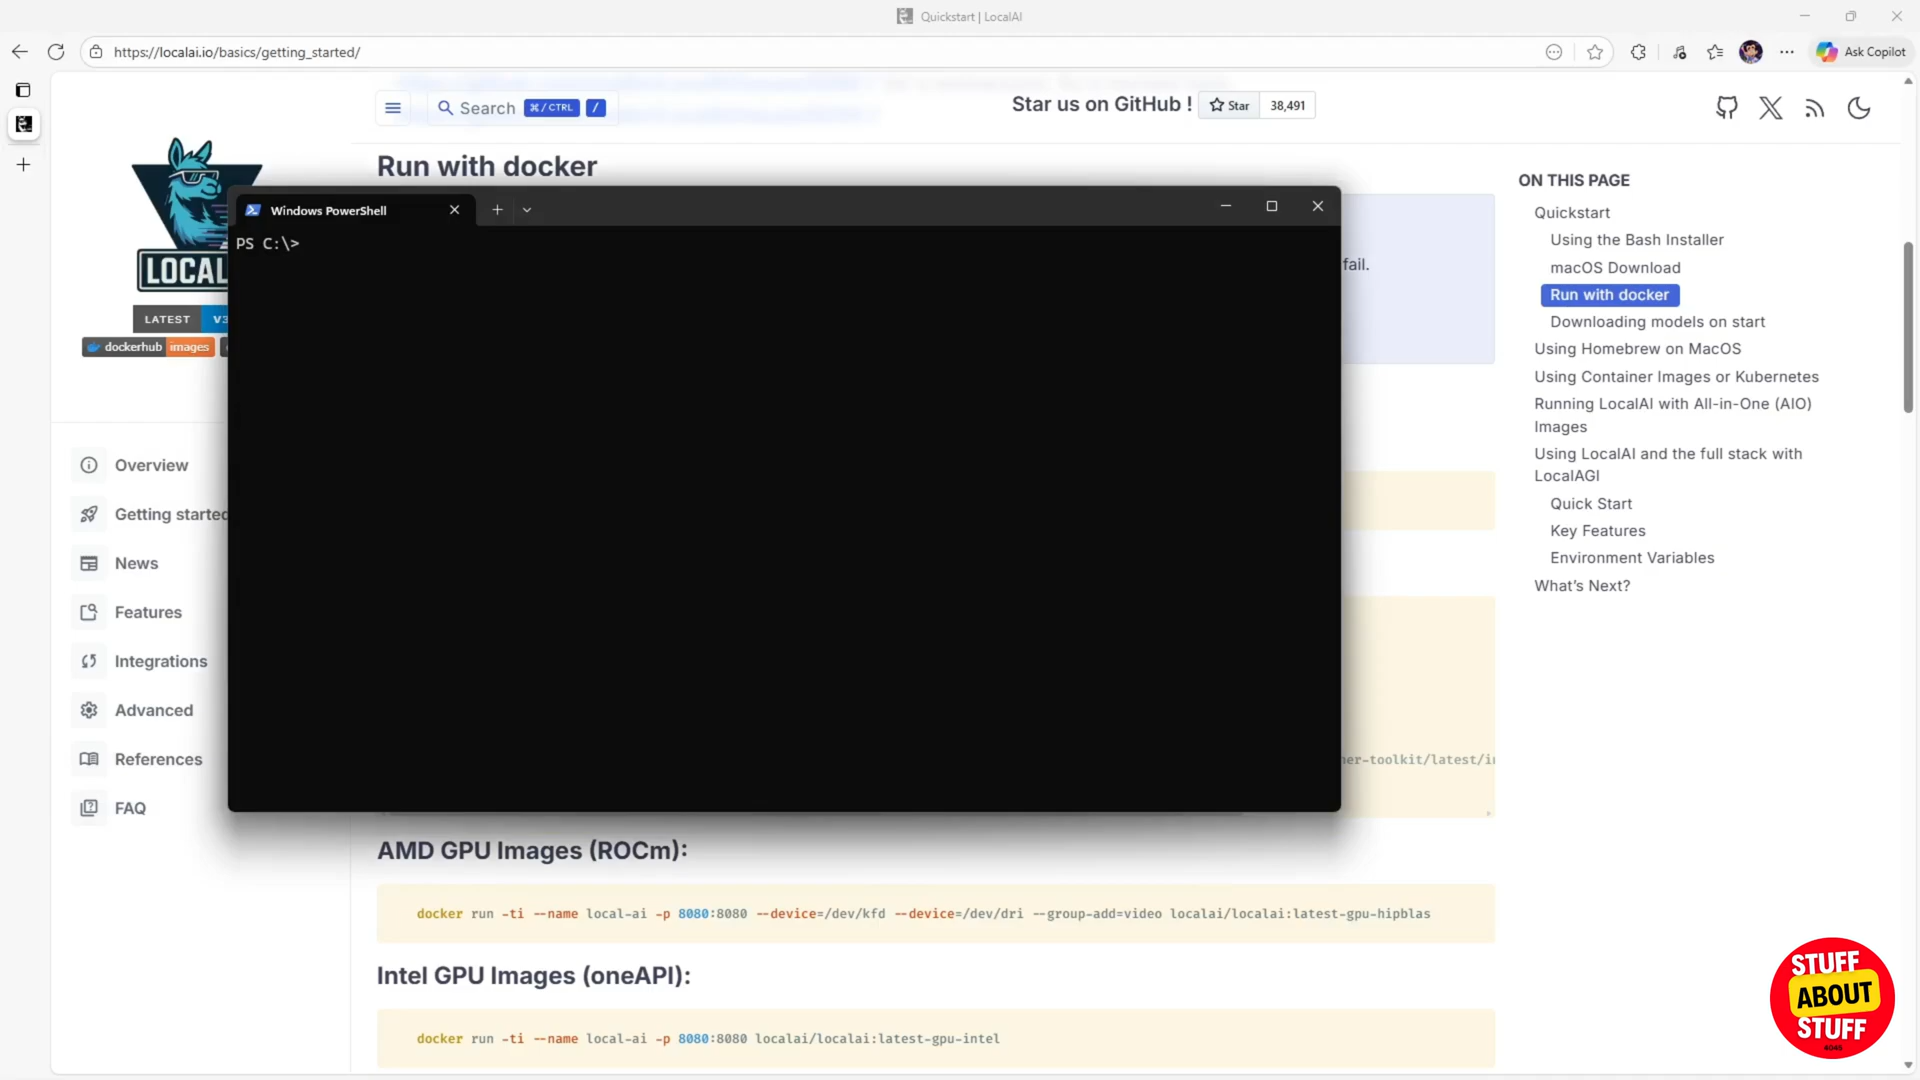 Quickstart | LocalAI
https://localai.io/basics/getting_started/
Ask Copilot
Search ⌘/CTRL /
Star us on GitHub ! Star 38,491
Run with docker
LOCAL
LATEST V3
dockerhub images
Windows PowerShell
PS C:\>
fail.
ner-toolkit/latest/in
Overview
Getting started
News
Features
Integrations
Advanced
References
FAQ
AMD GPU Images (ROCm):
docker run -ti --name local-ai -p 8080:8080 --device=/dev/kfd --device=/dev/dri --group-add=video localai/localai:latest-gpu-hipblas
Intel GPU Images (oneAPI):
docker run -ti --name local-ai -p 8080:8080 localai/localai:latest-gpu-intel
ON THIS PAGE
Quickstart
Using the Bash Installer
macOS Download
Run with docker
Downloading models on start
Using Homebrew on MacOS
Using Container Images or Kubernetes
Running LocalAI with All-in-One (AIO)
Images
Using LocalAI and the full stack with
LocalAGI
Quick Start
Key Features
Environment Variables
What's Next?
STUFF
ABOUT
STUFF